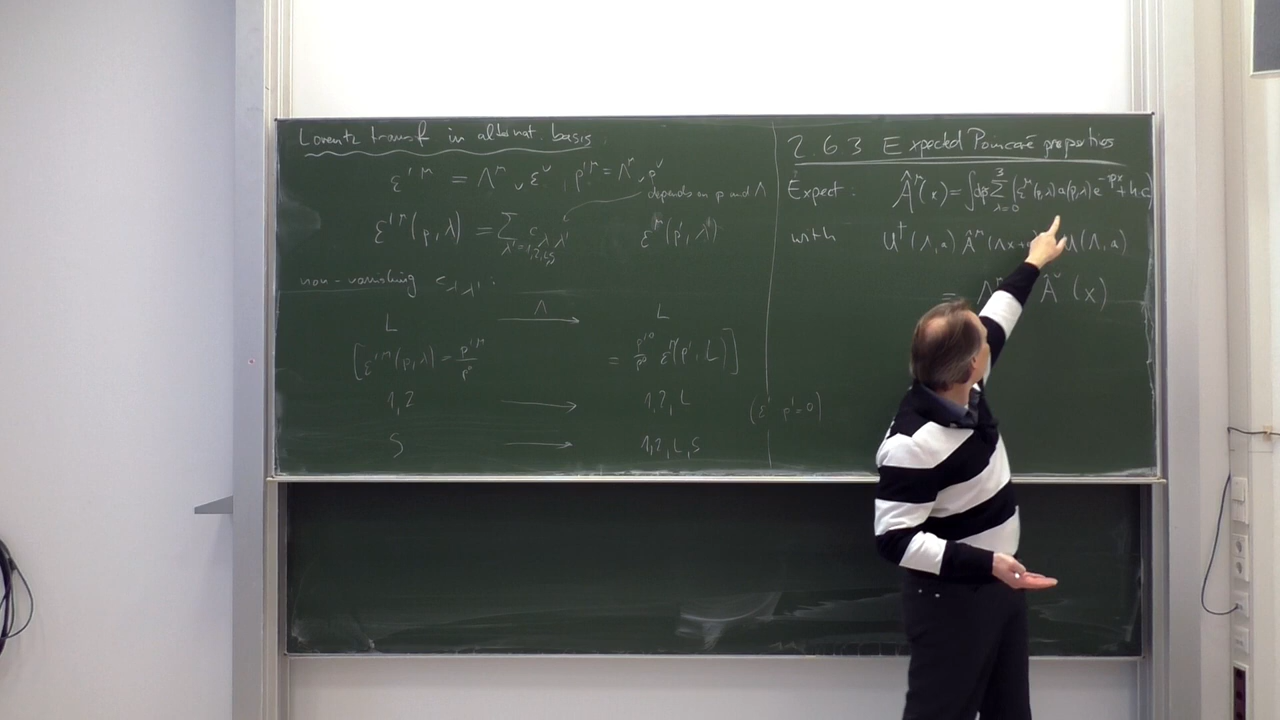 Lorentz transf in alternat. basis:
ε'^μ = Λ^μ_ν ε^ν , p'^μ = Λ^μ_ν p^ν
depends on p and Λ
ε'^μ(p,λ) = Σ_{λ'=1,2,L,S} c_{λλ'} ε^μ(p',λ')
non-vanishing c_{λλ'} :
L —Λ→ L
[ε'^μ(p,λ) = p'^μ/p^0 = p'^0/p^0 ε^μ(p',L)]
1,2 → 1,2,L (ε' · p' = 0)
S → 1,2,L,S
2.6.3 Expected Poincaré properties
Expect: Â^μ(x) = ∫dp̃ Σ_{λ=0}^{3} (ε^μ(p,λ) a(p,λ) e^{-ipx} + h.c.)
with U†(Λ,a) Â^μ(Λx+a) U(Λ,a)
= Λ^μ Â^ν(x)